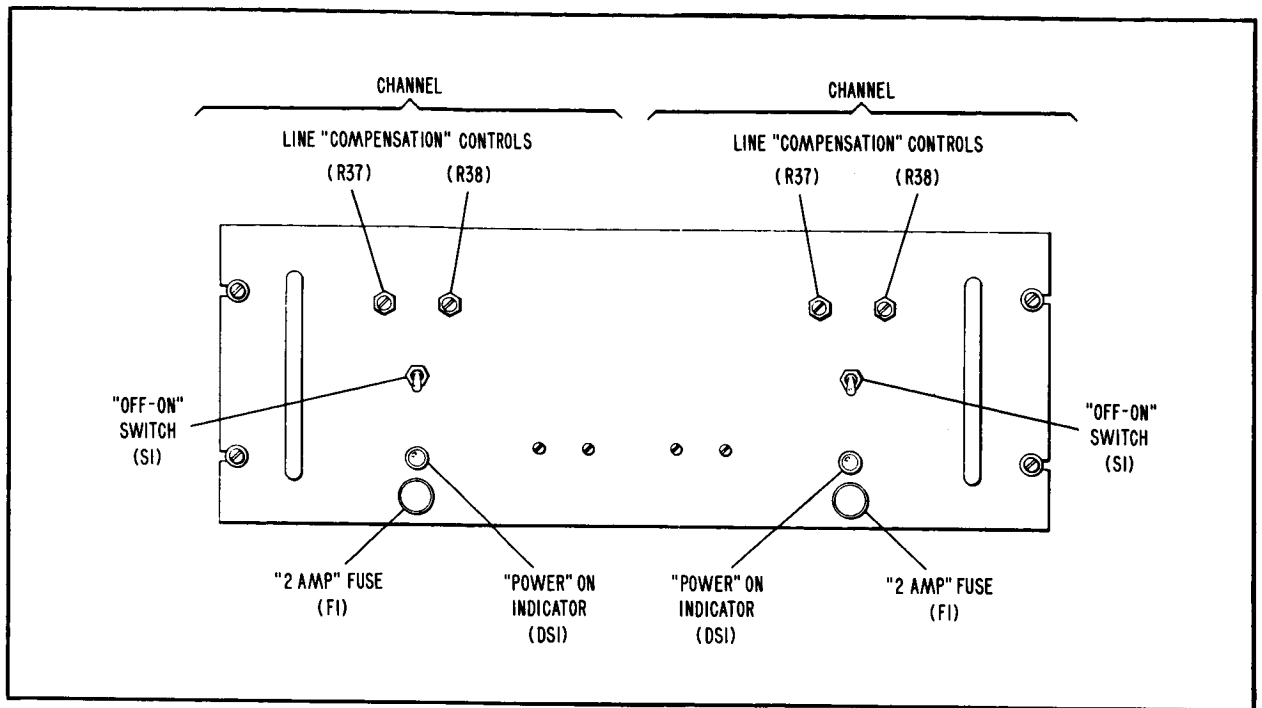 CHANNEL
LINE "COMPENSATION" CONTROLS
(R37) (R38)
CHANNEL
LINE "COMPENSATION" CONTROLS
(R37) (R38)
"OFF-ON"
SWITCH
(S1)
"OFF-ON"
SWITCH
(S1)
"2 AMP" FUSE
(F1)
"POWER" ON
INDICATOR
(DS1)
"POWER" ON
INDICATOR
(DS1)
"2 AMP" FUSE
(F1)